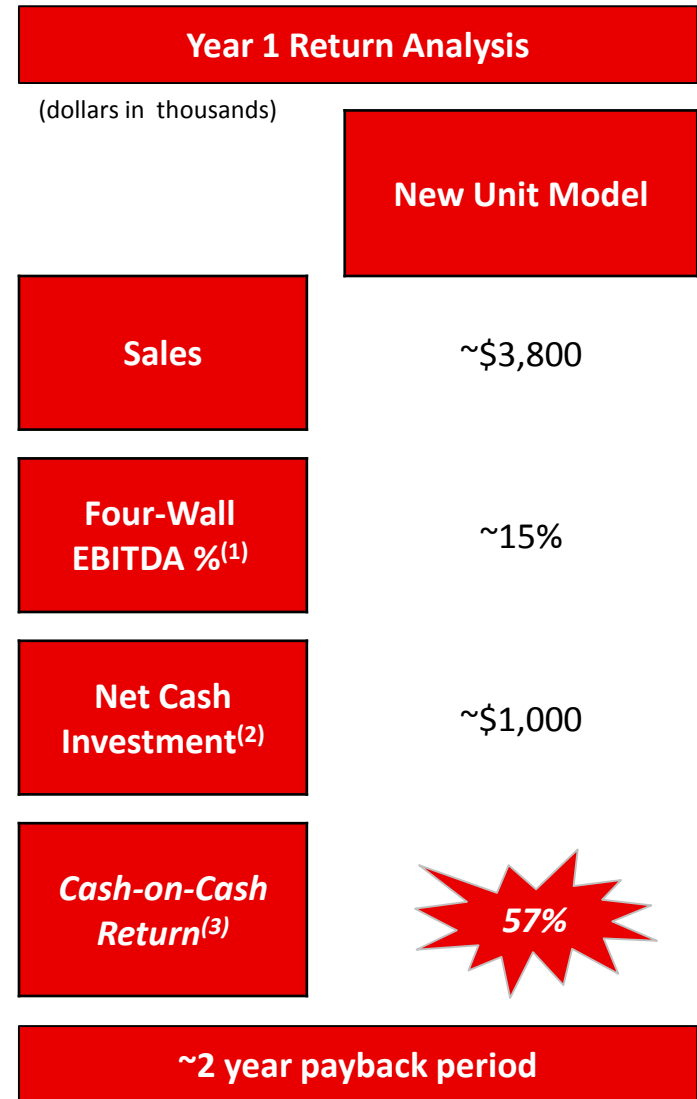 Year 1 Return Analysis
(dollars in  thousands)
New Unit Model
Sales
~$3,800
Four-Wall
EBITDA %(1)
~15%
Net Cash
Investment(2)
~$1,000
Cash-on-Cash
Return(3)
57%
~2 year payback period